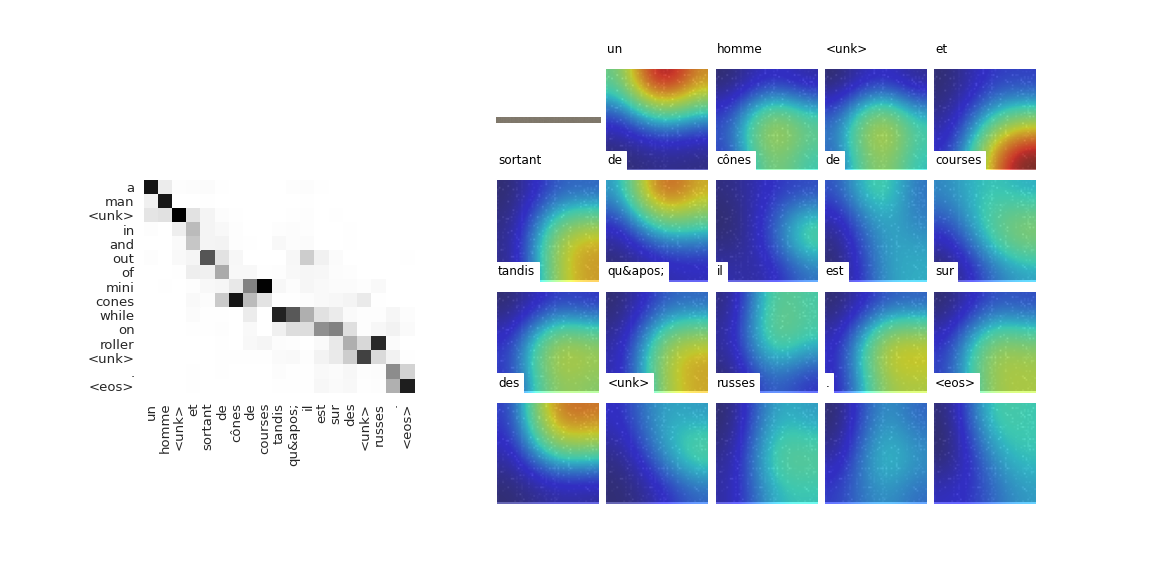 a
man
<unk>
in
and
out
of
mini
cones
while
on
roller
<unk>
.
<eos>
un
homme
<unk>
et
sortant
de
cônes
de
courses
tandis
qu&apos;
il
est
sur
des
<unk>
russes
.
<eos>
un homme <unk> et
sortant de cônes de courses
tandis qu&apos; il est sur
des <unk> russes . <eos>